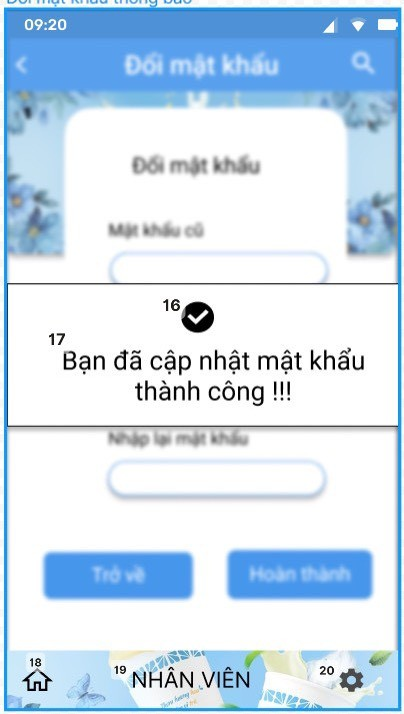 Đổi mật khẩu thông báo
09:20
Đổi mật khẩu
Đổi mật khẩu
Mật khẩu cũ
16
17
Bạn đã cập nhật mật khẩu
thành công !!!
Nhập lại mật khẩu
Trở về
Hoàn thành
18
19
NHÂN VIÊN
20